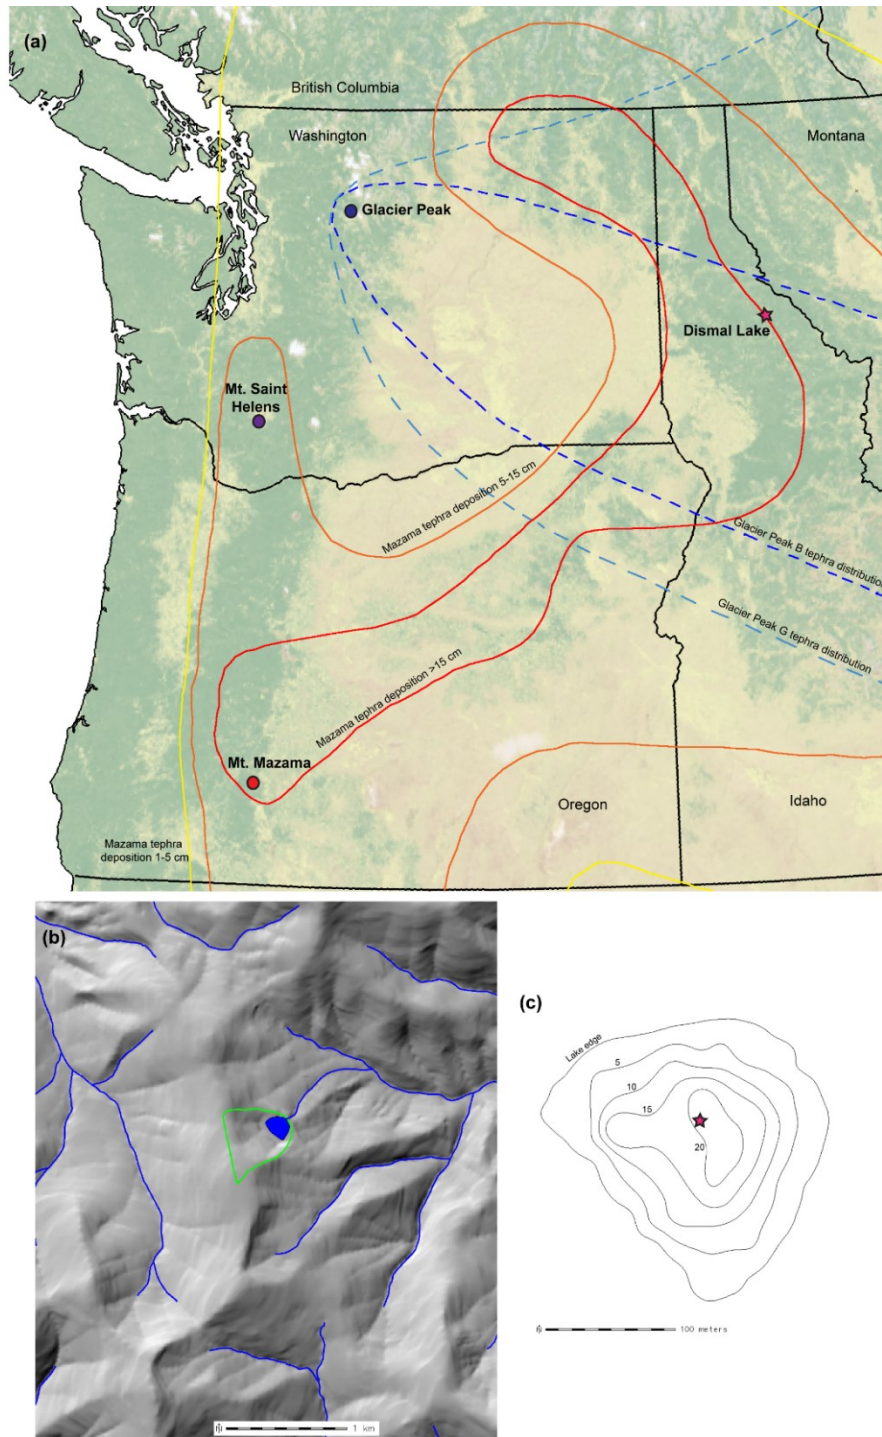 (a)
British Columbia
Washington
Montana
Glacier Peak
Dismal Lake
Mt. Saint
Helens
Mazama tephra deposition 5-15 cm
Glacier Peak B tephra distribution
Glacier Peak G tephra distribution
Mazama tephra deposition >15 cm
Mt. Mazama
Oregon
Idaho
Mazama tephra
deposition 1-5 cm
(b)
1 km
(c)
Lake edge
5
10
15
20
100 meters